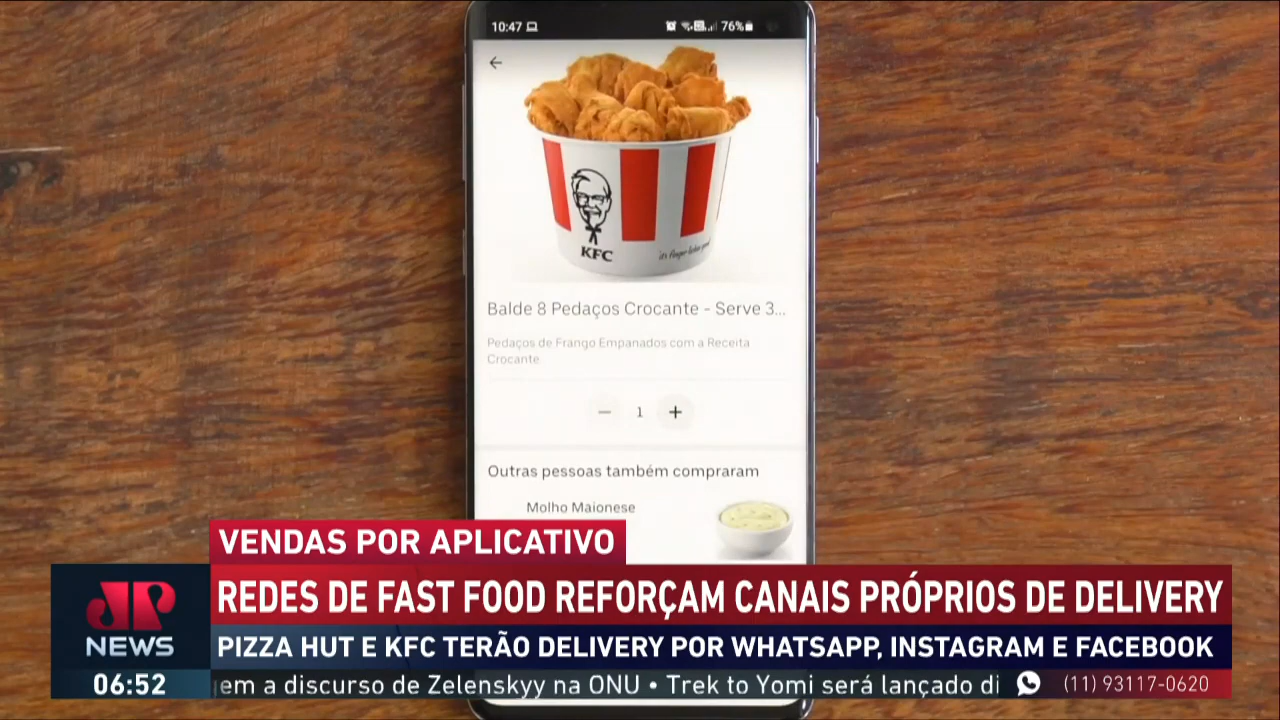 10:47
76%
KFC
it's finger lickin' good
Balde 8 Pedaços Crocante - Serve 3...
Pedaços de Frango Empanados com a Receita
Crocante
1
Outras pessoas também compraram
Molho Maionese
VENDAS POR APLICATIVO
JP
NEWS
REDES DE FAST FOOD REFORÇAM CANAIS PRÓPRIOS DE DELIVERY
PIZZA HUT E KFC TERÃO DELIVERY POR WHATSAPP, INSTAGRAM E FACEBOOK
06:52
gem a discurso de Zelenskyy na ONU • Trek to Yomi será lançado di
(11) 93117-0620